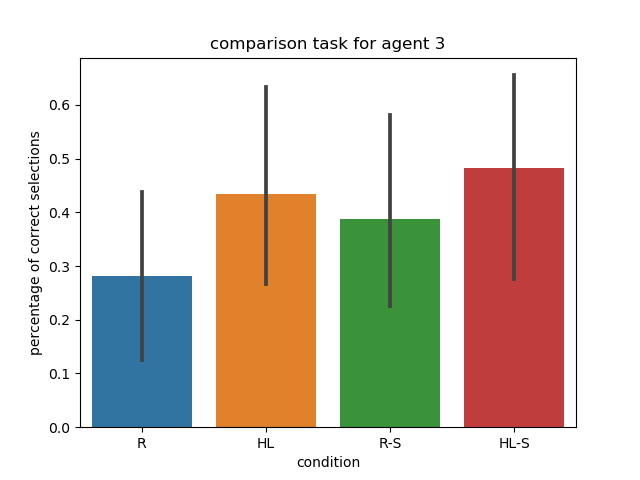 comparison task for agent 3
percentage of correct selections
0.6
0.5
0.4
0.3
0.2
0.1
0.0
R HL R-S HL-S
condition